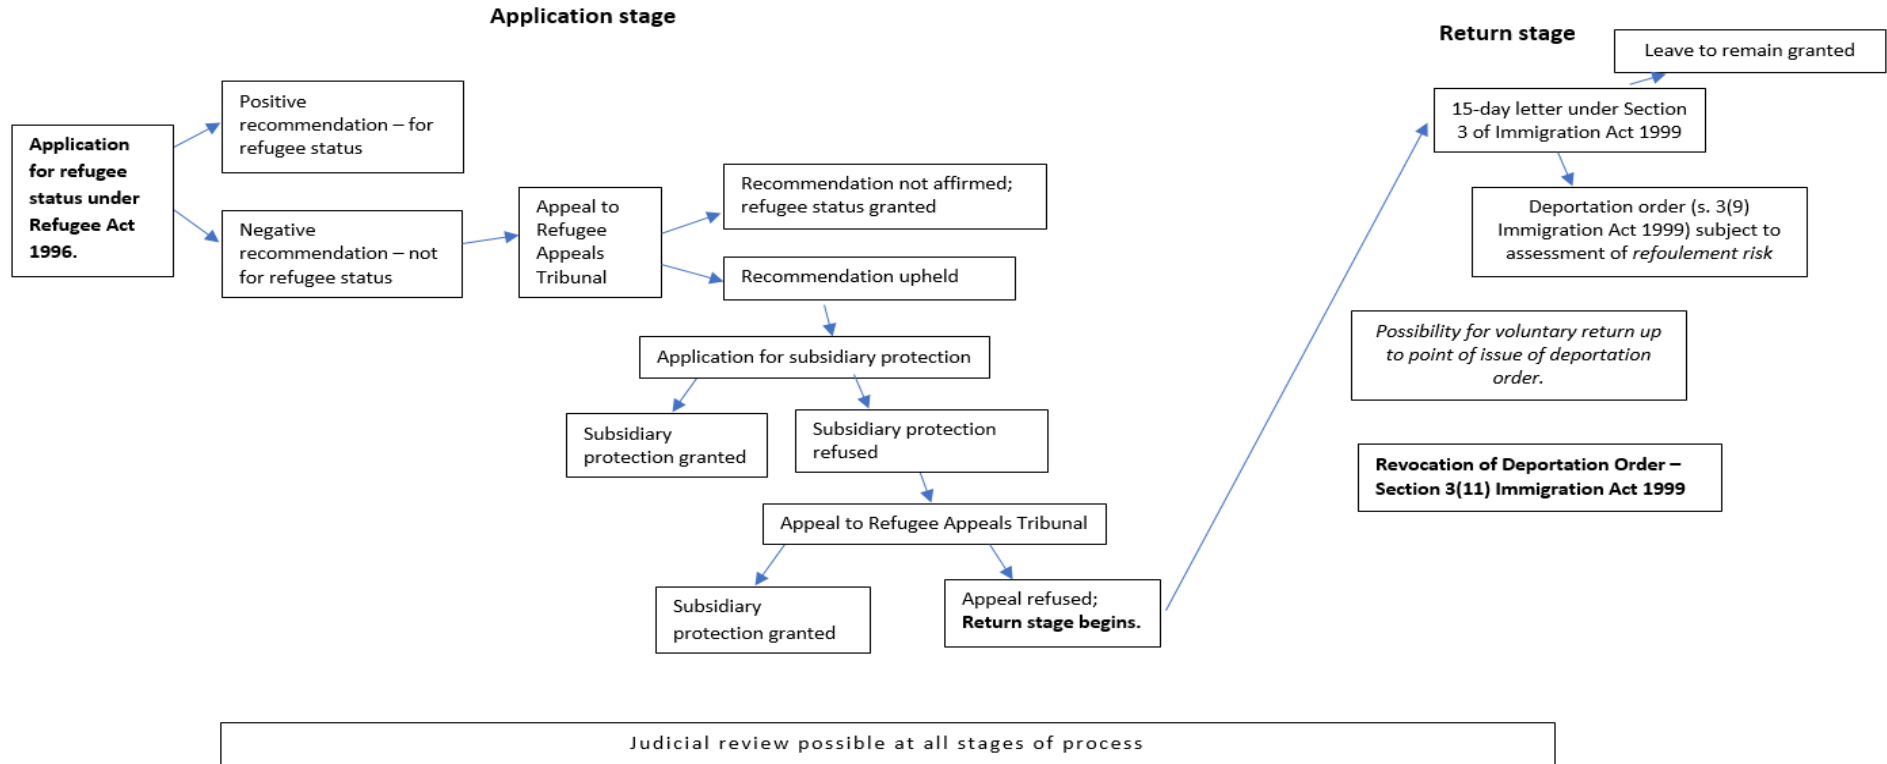 Application stage
Return stage
Leave to remain granted
Positive
recommendation – for
refugee status
15-day letter under Section
3 of Immigration Act 1999
Application
for refugee
status under
Refugee Act
1996.
Recommendation not affirmed;
refugee status granted
Appeal to
Refugee
Appeals
Tribunal
Deportation order (s. 3(9)
Immigration Act 1999) subject to
assessment of refoulement risk
Negative
recommendation – not
for refugee status
Recommendation upheld
Possibility for voluntary return up
to point of issue of deportation
order.
Application for subsidiary protection
Subsidiary
protection granted
Subsidiary protection
refused
Revocation of Deportation Order –
Section 3(11) Immigration Act 1999
Appeal to Refugee Appeals Tribunal
Subsidiary
protection granted
Appeal refused;
Return stage begins.
Judicial review possible at all stages of process